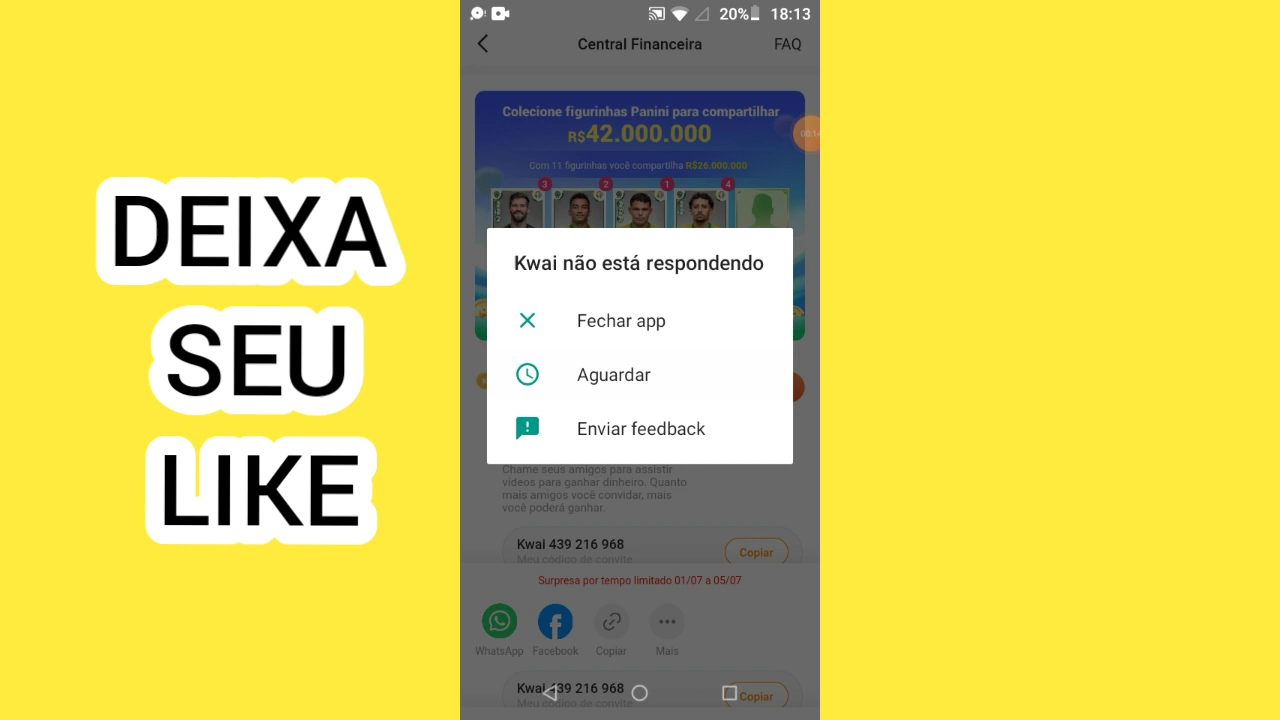 DEIXA
SEU
LIKE
20% 18:13
Central Financeira FAQ
Colecione figurinhas Panini para compartilhar
R$42.000.000
Com 11 figurinhas você compartilha R$26.000.000
3 2 1 4
Kwai não está respondendo
Fechar app
Aguardar
Enviar feedback
Chame seus amigos para assistir
vídeos para ganhar dinheiro. Quanto
mais amigos você convidar, mais
você poderá ganhar.
Kwai 439 216 968 Copiar
Meu código de convite
Surpresa por tempo limitado 01/07 a 05/07
WhatsApp Facebook Copiar Mais
Kwai 439 216 968 Copiar
Meu código de convite